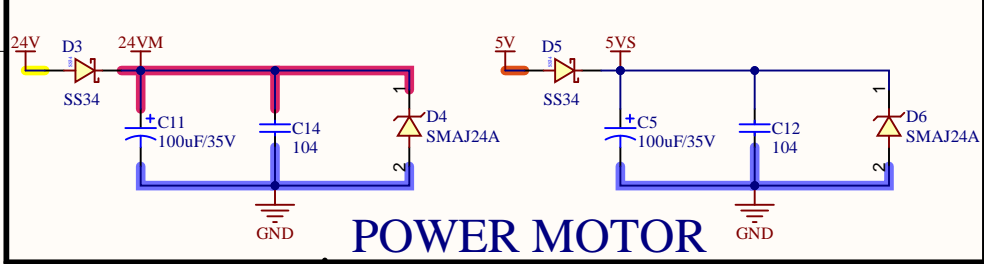 24V
D3
SS34
24VM
C11
100uF/35V
C14
104
1
D4
SMAJ24A
2
GND
5V
D5
SS34
5VS
C5
100uF/35V
C12
104
1
D6
SMAJ24A
2
GND
POWER MOTOR